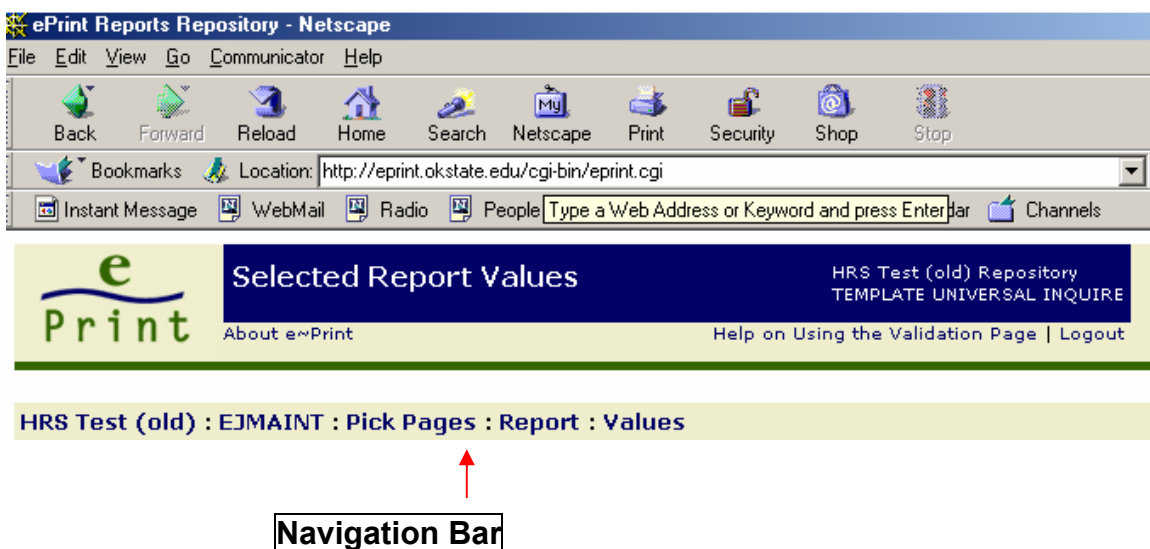 ePrint Reports Repository - Netscape
File Edit View Go Communicator Help
My
Back Forward Reload Home Search Netscape Print Security Shop Stop
Bookmarks Location: http://eprint.okstate.edu/cgi-bin/eprint.cgi
Instant Message WebMail Radio People Type a Web Address or Keyword and press Enter dar Channels
e Print
Selected Report Values
HRS Test (old) Repository
TEMPLATE UNIVERSAL INQUIRE
About e~Print Help on Using the Validation Page | Logout
HRS Test (old) : EJMAINT : Pick Pages : Report : Values
Navigation Bar